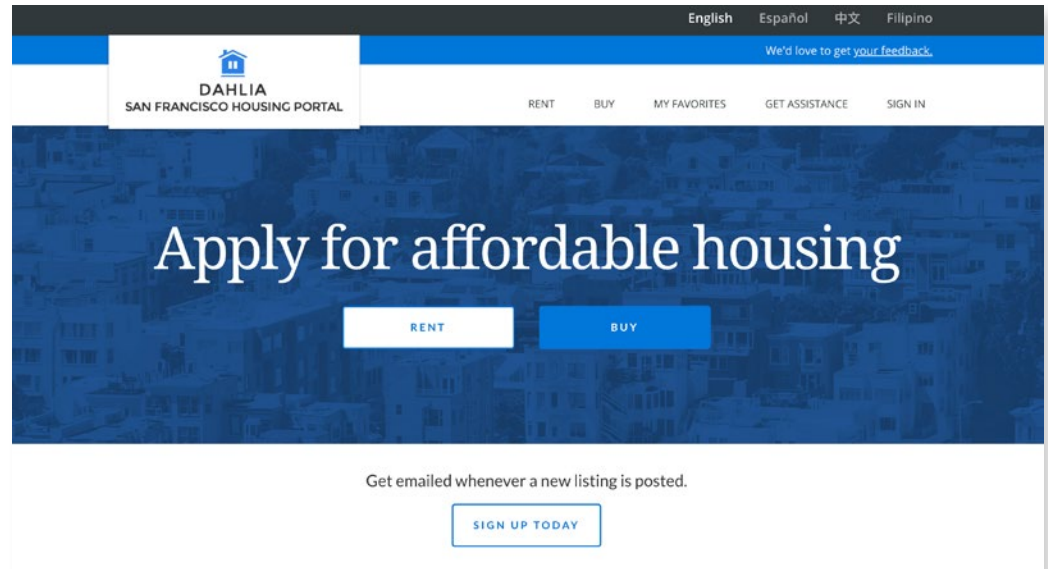 English Español 中文 Filipino
We'd love to get your feedback.
DAHLIA
SAN FRANCISCO HOUSING PORTAL
RENT BUY MY FAVORITES GET ASSISTANCE SIGN IN
Apply for affordable housing
RENT BUY
Get emailed whenever a new listing is posted.
SIGN UP TODAY